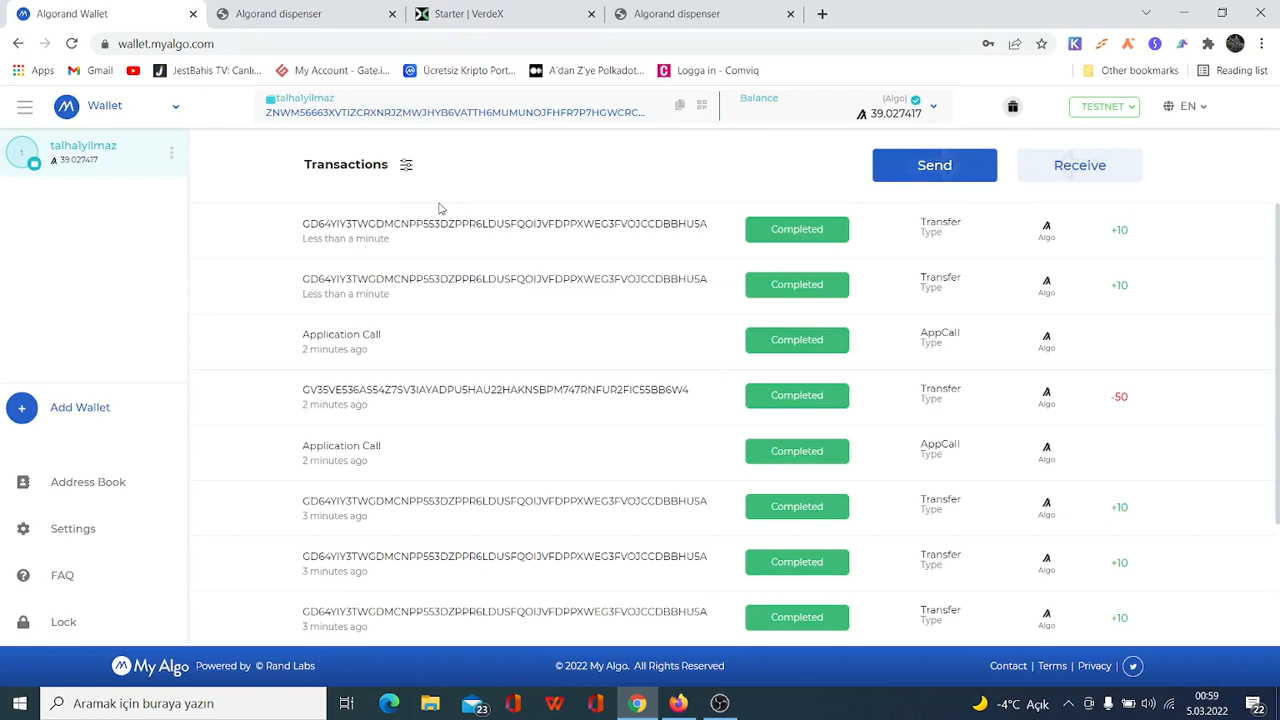 Algorand Wallet
Algorand dispenser
Starter | VerdeX
Algorand dispenser
wallet.myalgo.com
Apps
Gmail
JestBahis TV: Canlı...
My Account - Gate.i...
Ücretsiz Kripto Port...
A'dan Z'ye Polkadot...
Logga in - Comviq
Other bookmarks
Reading list
Wallet
talha1yilmaz
Balance
(Algo)
39.027417
TESTNET
EN
talha1yilmaz
39.027417
Transactions
Send
Receive
GD64YIY3TWGDMCNPP553DZPPR6LDUSFQOIJVFDPPXWEG3FVOJCCDBBHU5A
Less than a minute
Completed
Transfer
Type
Algo
+10
GD64YIY3TWGDMCNPP553DZPPR6LDUSFQOIJVFDPPXWEG3FVOJCCDBBHU5A
Less than a minute
Completed
Transfer
Type
Algo
+10
Application Call
2 minutes ago
Completed
AppCall
Type
Algo
GV35VE536AS54Z7SV3IAYADPU5HAU22HAKNSBPM747RNFUR2FIC55BB6W4
2 minutes ago
Completed
Transfer
Type
Algo
-50
Application Call
2 minutes ago
Completed
AppCall
Type
Algo
GD64YIY3TWGDMCNPP553DZPPR6LDUSFQOIJVFDPPXWEG3FVOJCCDBBHU5A
3 minutes ago
Completed
Transfer
Type
Algo
+10
GD64YIY3TWGDMCNPP553DZPPR6LDUSFQOIJVFDPPXWEG3FVOJCCDBBHU5A
3 minutes ago
Completed
Transfer
Type
Algo
+10
GD64YIY3TWGDMCNPP553DZPPR6LDUSFQOIJVFDPPXWEG3FVOJCCDBBHU5A
3 minutes ago
Completed
Transfer
Type
Algo
+10
Add Wallet
Address Book
Settings
FAQ
Lock
My Algo Powered by © Rand Labs
© 2022 My Algo. All Rights Reserved
Contact | Terms | Privacy |
Aramak için buraya yazın
23
-4°C Açık
00:59
5.03.2022
22